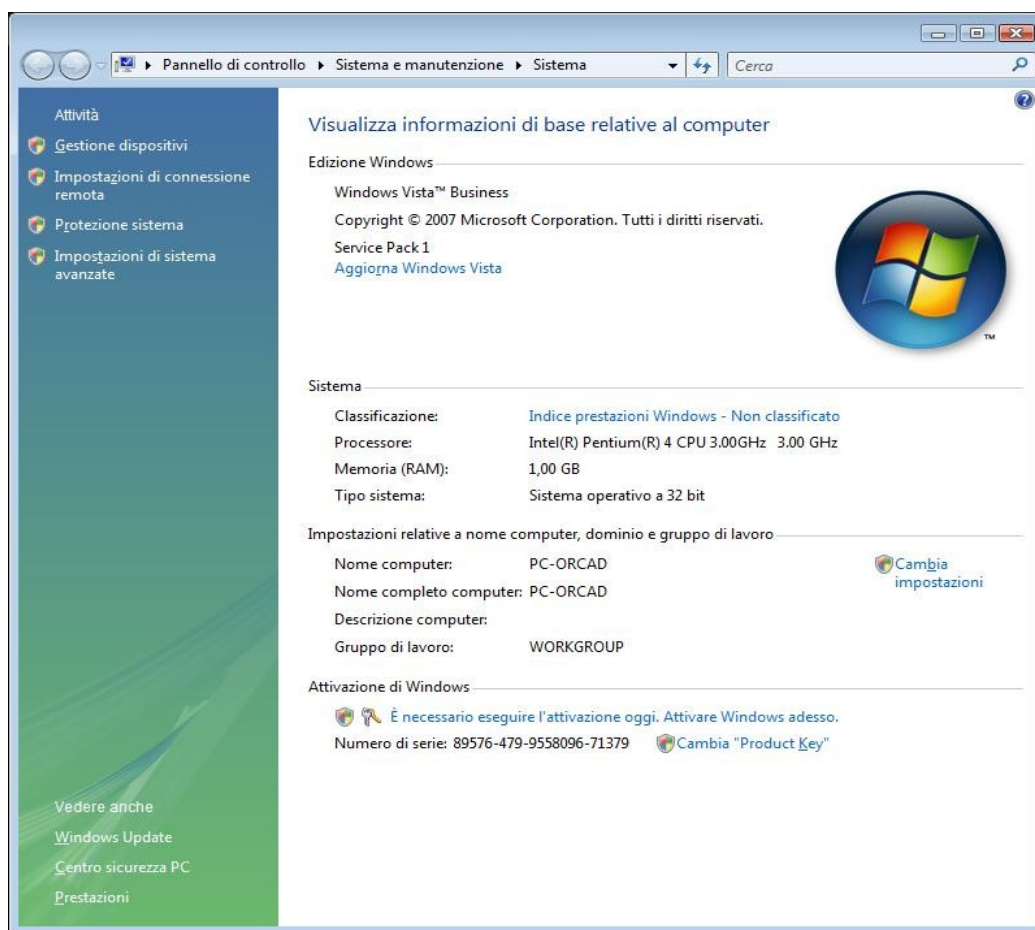 Pannello di controllo ▸ Sistema e manutenzione ▸ Sistema
Cerca
Attività
Gestione dispositivi
Impostazioni di connessione
remota
Protezione sistema
Impostazioni di sistema
avanzate
Vedere anche
Windows Update
Centro sicurezza PC
Prestazioni
Visualizza informazioni di base relative al computer
Edizione Windows
Windows Vista™ Business
Copyright © 2007 Microsoft Corporation. Tutti i diritti riservati.
Service Pack 1
Aggiorna Windows Vista
TM
Sistema
Classificazione: Indice prestazioni Windows - Non classificato
Processore: Intel(R) Pentium(R) 4 CPU 3.00GHz 3.00 GHz
Memoria (RAM): 1,00 GB
Tipo sistema: Sistema operativo a 32 bit
Impostazioni relative a nome computer, dominio e gruppo di lavoro
Nome computer: PC-ORCAD
Cambia
impostazioni
Nome completo computer: PC-ORCAD
Descrizione computer:
Gruppo di lavoro: WORKGROUP
Attivazione di Windows
È necessario eseguire l'attivazione oggi. Attivare Windows adesso.
Numero di serie: 89576-479-9558096-71379 Cambia "Product Key"